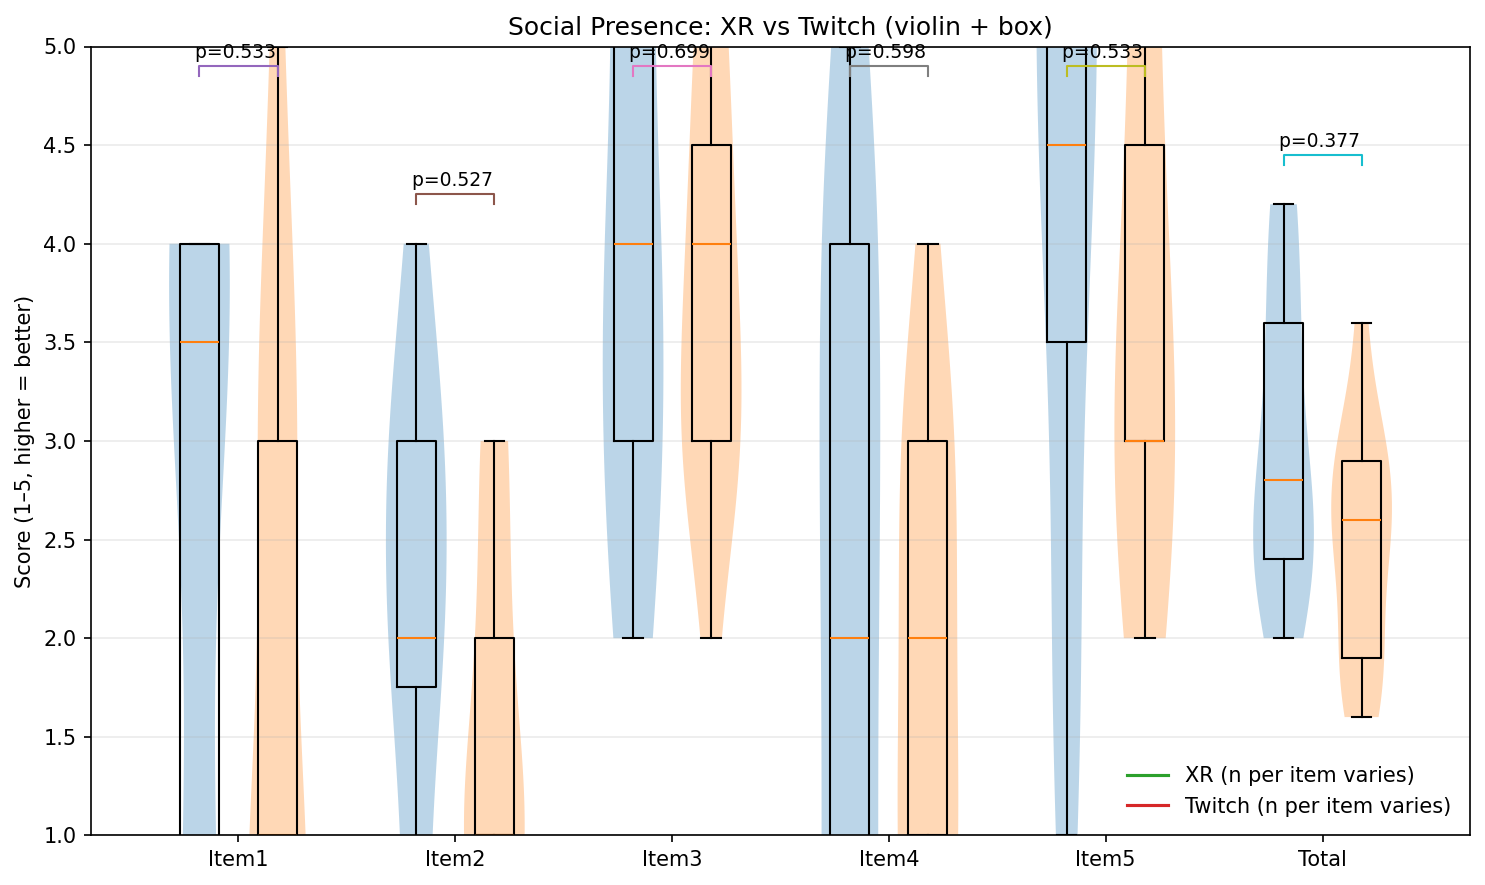 Social Presence: XR vs Twitch (violin + box)
Score (1–5, higher = better)
5.0
4.5
4.0
3.5
3.0
2.5
2.0
1.5
1.0
p=0.533
p=0.527
p=0.699
p=0.598
p=0.533
p=0.377
XR (n per item varies)
Twitch (n per item varies)
Item1
Item2
Item3
Item4
Item5
Total